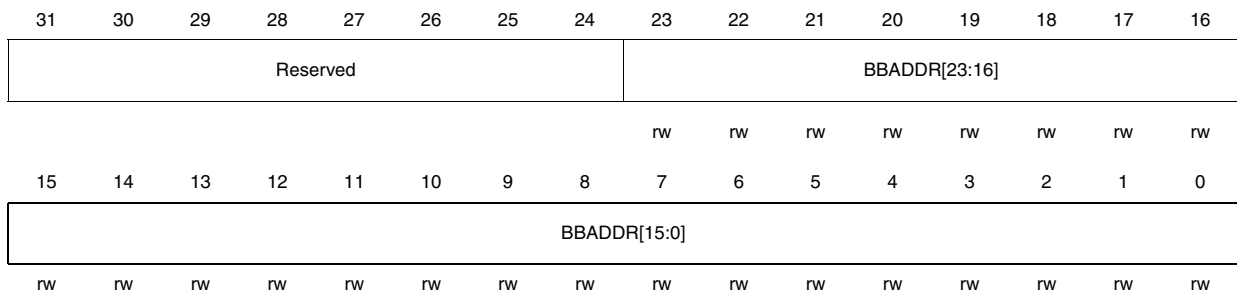 31 30 29 28 27 26 25 24 23 22 21 20 19 18 17 16
Reserved BBADDR[23:16]
rw rw rw rw rw rw rw rw
15 14 13 12 11 10 9 8 7 6 5 4 3 2 1 0
BBADDR[15:0]
rw rw rw rw rw rw rw rw rw rw rw rw rw rw rw rw